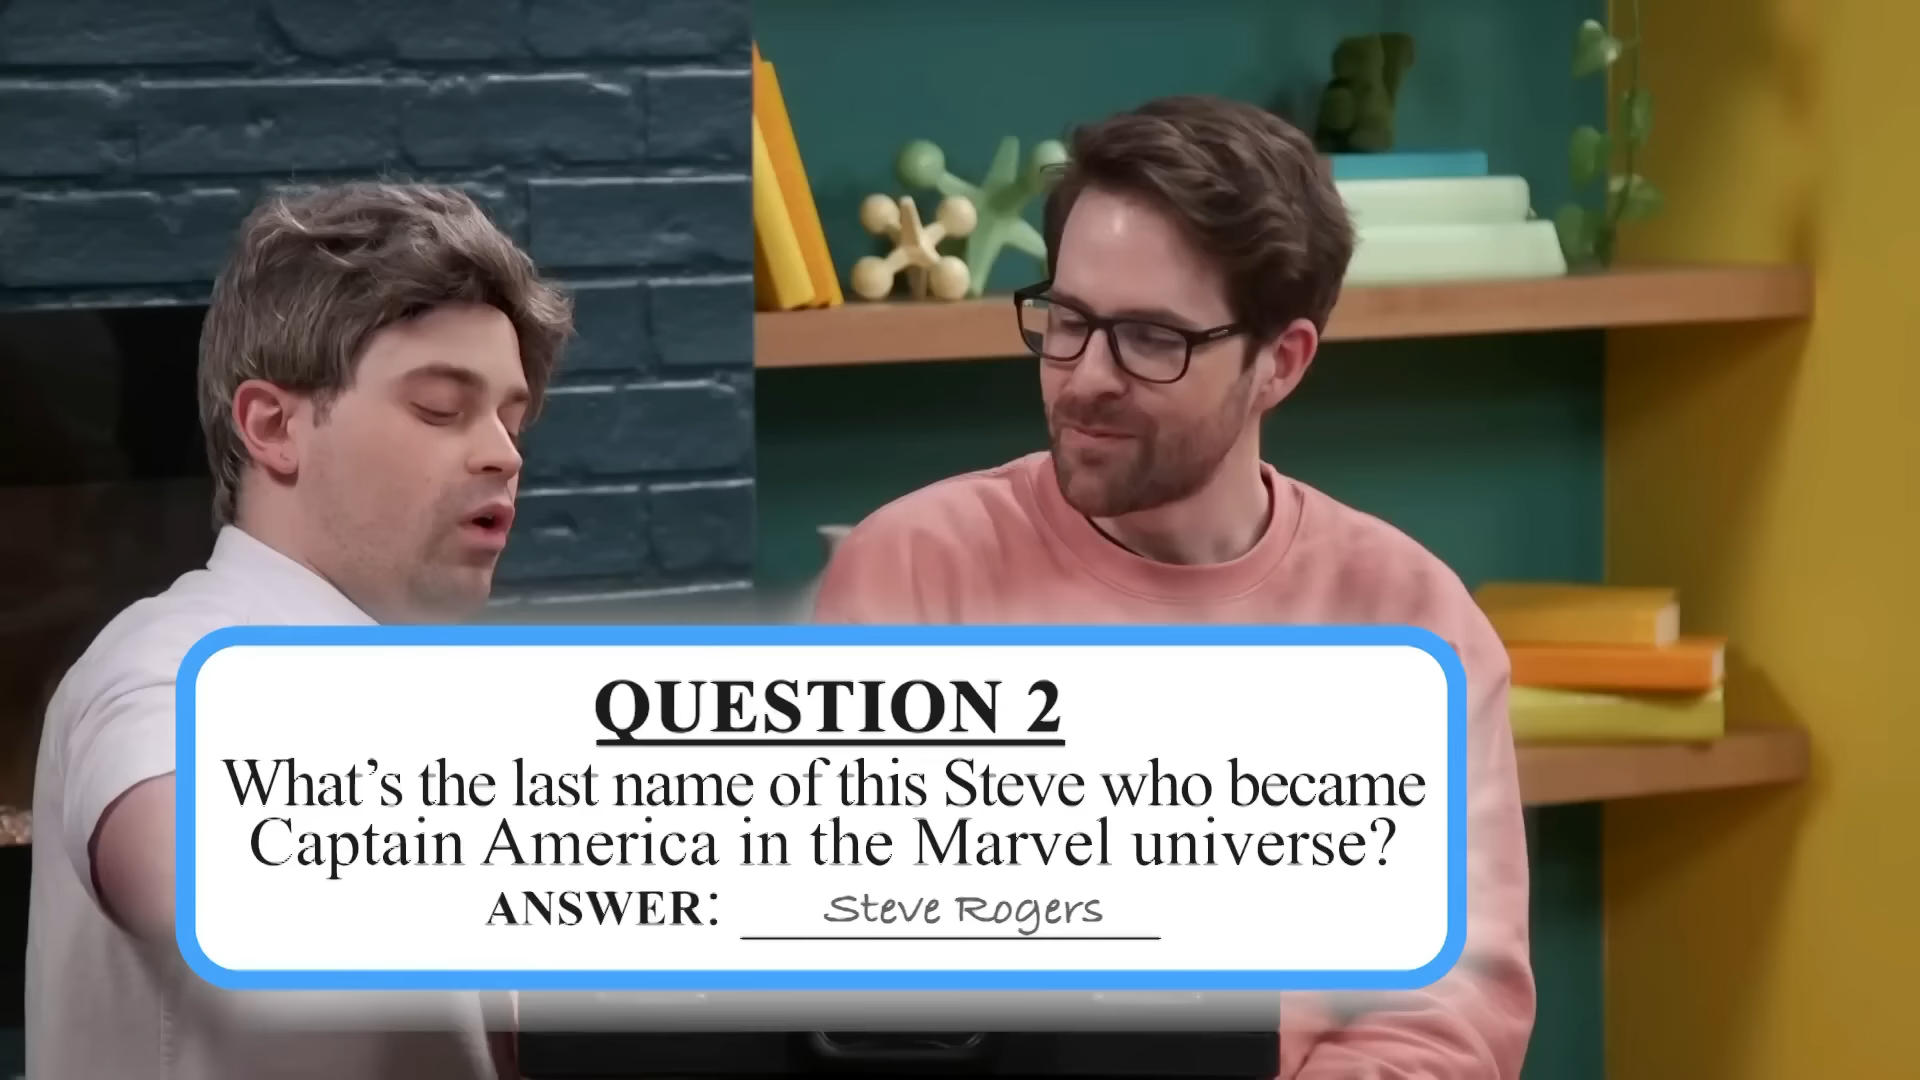 QUESTION 2
What's the last name of this Steve who became
Captain America in the Marvel universe?
ANSWER: Steve Rogers